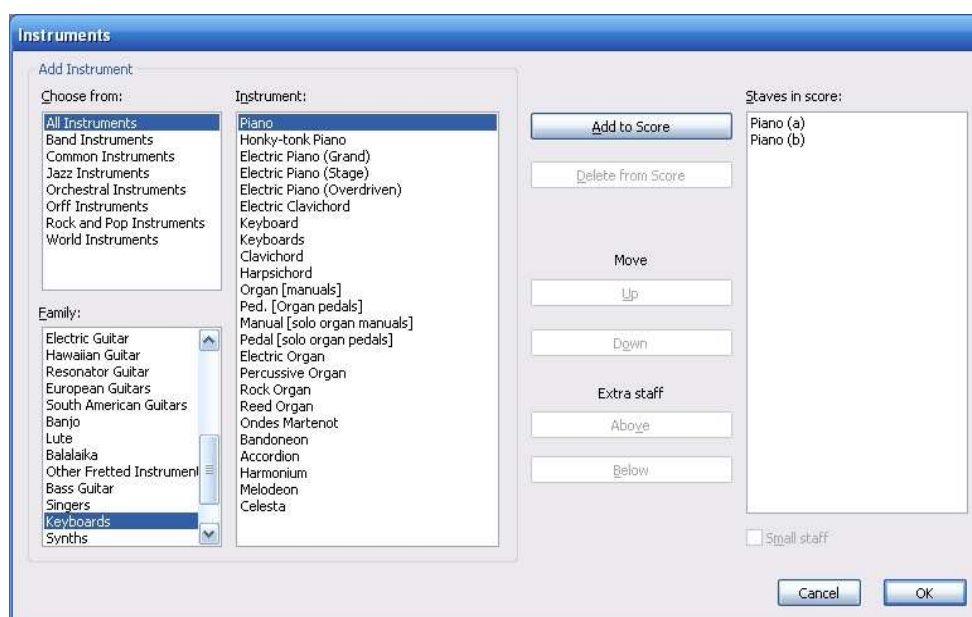 Instruments
Add Instrument
Choose from:
All Instruments
Band Instruments
Common Instruments
Jazz Instruments
Orchestral Instruments
Orff Instruments
Rock and Pop Instruments
World Instruments
Family:
Electric Guitar
Hawaiian Guitar
Resonator Guitar
European Guitars
South American Guitars
Banjo
Lute
Balalaika
Other Fretted Instrument
Bass Guitar
Singers
Keyboards
Synths
Instrument:
Piano
Honky-tonk Piano
Electric Piano (Grand)
Electric Piano (Stage)
Electric Piano (Overdriven)
Electric Clavichord
Keyboard
Keyboards
Clavichord
Harpsichord
Organ [manuals]
Ped. [Organ pedals]
Manual [solo organ manuals]
Pedal [solo organ pedals]
Electric Organ
Percussive Organ
Rock Organ
Reed Organ
Ondes Martenot
Bandoneon
Accordion
Harmonium
Melodeon
Celesta
Add to Score
Delete from Score
Move
Up
Down
Extra staff
Above
Below
Staves in score:
Piano (a)
Piano (b)
Small staff
Cancel
OK